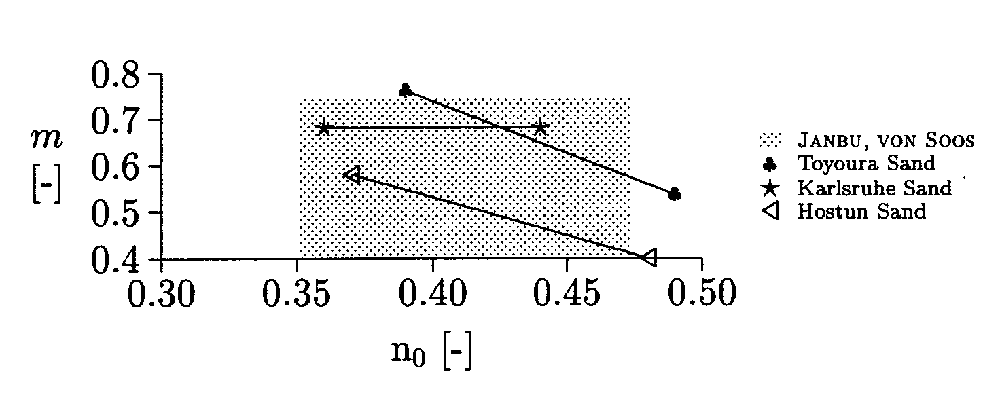 0.8
0.7
0.6
0.5
0.4
m
[-]
0.30 0.35 0.40 0.45 0.50
n₀ [-]
JANBU, VON SOOS
Toyoura Sand
Karlsruhe Sand
Hostun Sand